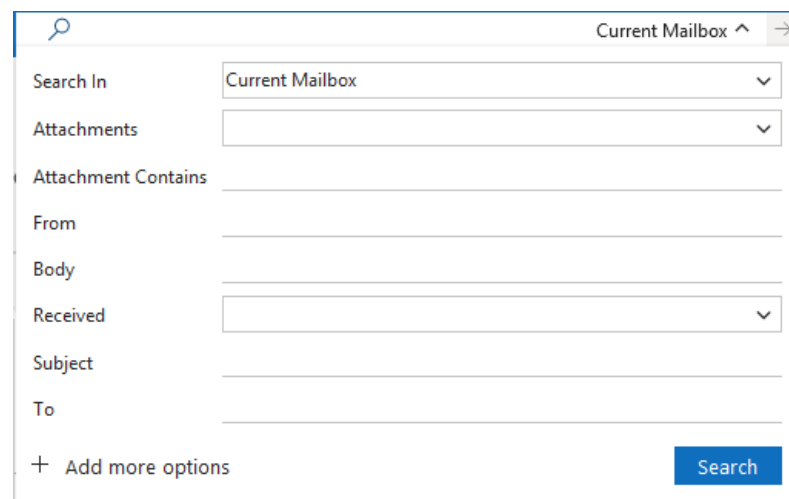 Current Mailbox
Search In Current Mailbox
Attachments
Attachment Contains
From
Body
Received
Subject
To
+ Add more options Search